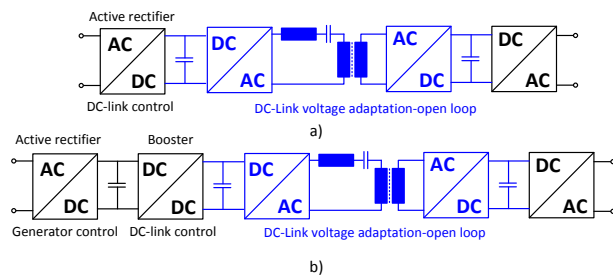 Active rectifier
AC
DC
DC
AC
AC
DC
DC
AC
DC-link control
DC-Link voltage adaptation-open loop
a)
Active rectifier
Booster
AC
DC
DC
DC
DC
AC
AC
DC
DC
AC
Generator control
DC-link control
DC-Link voltage adaptation-open loop
b)